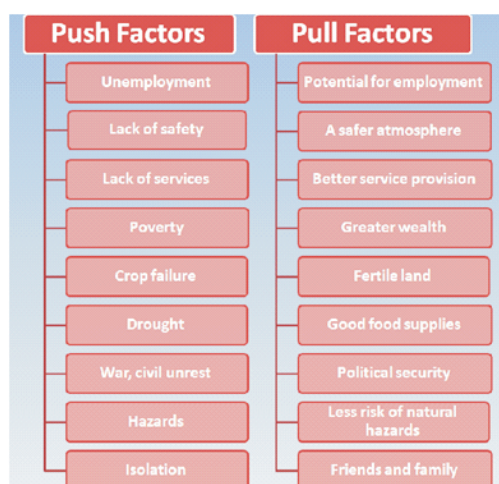 Push Factors
Unemployment
Lack of safety
Lack of services
Poverty
Crop failure
Drought
War, civil unrest
Hazards
Isolation
Pull Factors
Potential for employment
A safer atmosphere
Better service provision
Greater wealth
Fertile land
Good food supplies
Political security
Less risk of natural
hazards
Friends and family